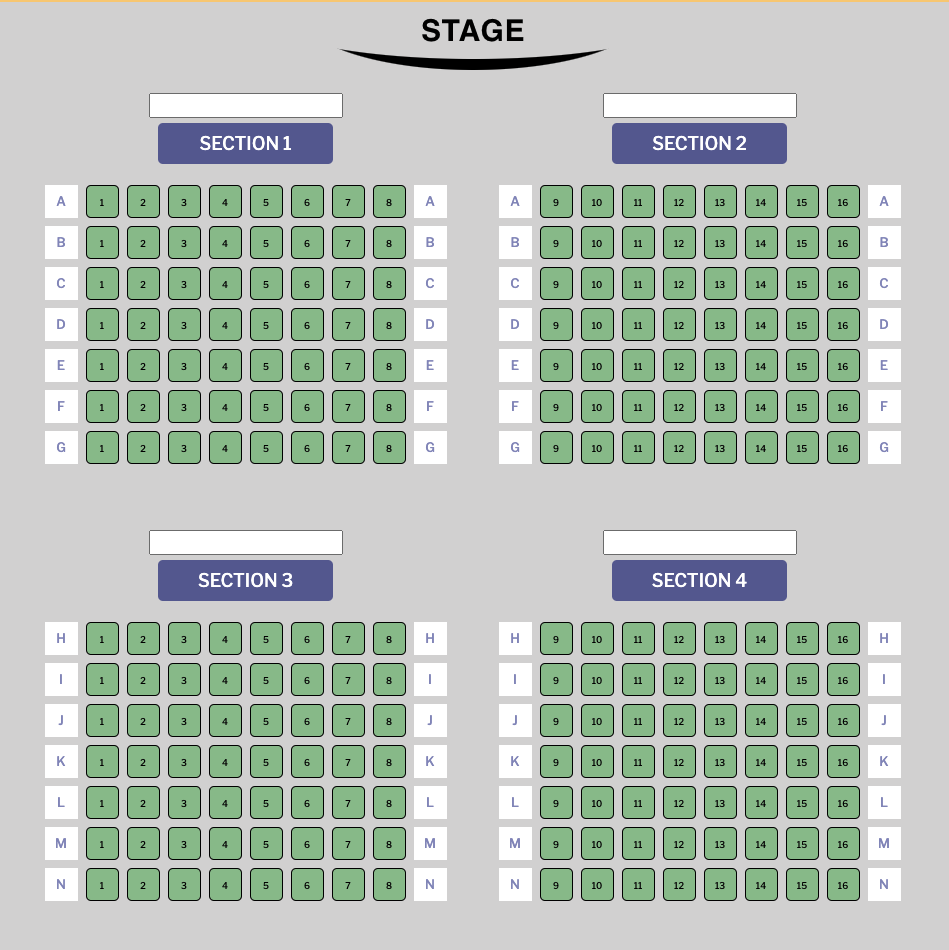 STAGE
SECTION 1
A 1 2 3 4 5 6 7 8 A
B 1 2 3 4 5 6 7 8 B
C 1 2 3 4 5 6 7 8 C
D 1 2 3 4 5 6 7 8 D
E 1 2 3 4 5 6 7 8 E
F 1 2 3 4 5 6 7 8 F
G 1 2 3 4 5 6 7 8 G
SECTION 2
A 9 10 11 12 13 14 15 16 A
B 9 10 11 12 13 14 15 16 B
C 9 10 11 12 13 14 15 16 C
D 9 10 11 12 13 14 15 16 D
E 9 10 11 12 13 14 15 16 E
F 9 10 11 12 13 14 15 16 F
G 9 10 11 12 13 14 15 16 G
SECTION 3
H 1 2 3 4 5 6 7 8 H
I 1 2 3 4 5 6 7 8 I
J 1 2 3 4 5 6 7 8 J
K 1 2 3 4 5 6 7 8 K
L 1 2 3 4 5 6 7 8 L
M 1 2 3 4 5 6 7 8 M
N 1 2 3 4 5 6 7 8 N
SECTION 4
H 9 10 11 12 13 14 15 16 H
I 9 10 11 12 13 14 15 16 I
J 9 10 11 12 13 14 15 16 J
K 9 10 11 12 13 14 15 16 K
L 9 10 11 12 13 14 15 16 L
M 9 10 11 12 13 14 15 16 M
N 9 10 11 12 13 14 15 16 N